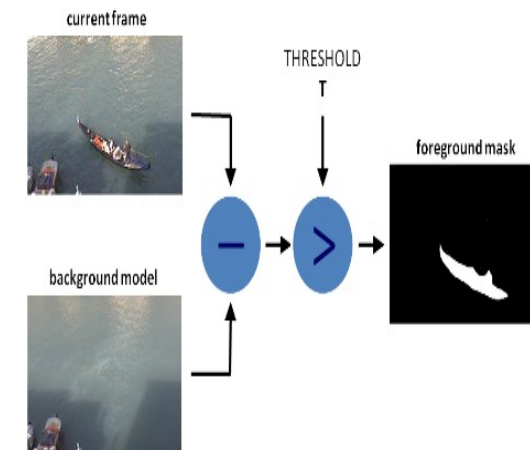 current frame
THRESHOLD
T
foreground mask
−
>
background model